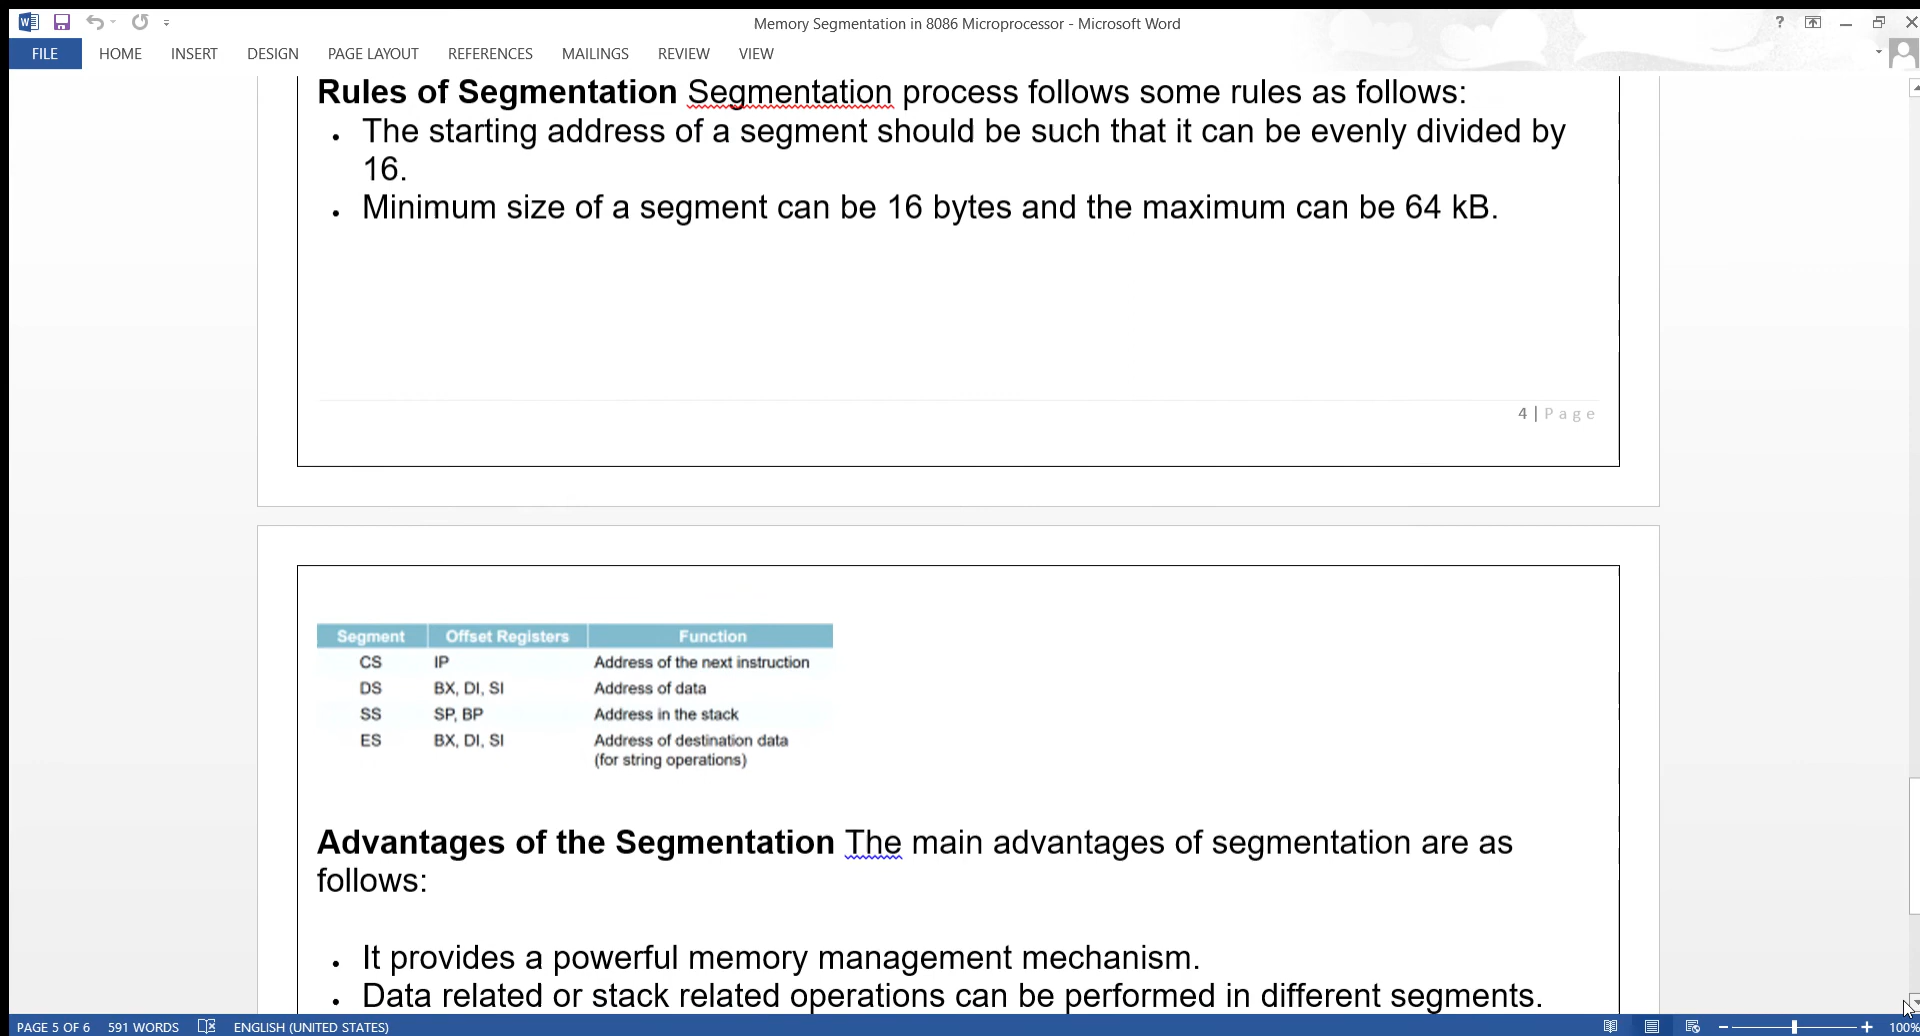 Memory Segmentation in 8086 Microprocessor - Microsoft Word
?
FILE HOME INSERT DESIGN PAGE LAYOUT REFERENCES MAILINGS REVIEW VIEW
Rules of Segmentation Segmentation process follows some rules as follows:
• The starting address of a segment should be such that it can be evenly divided by
16.
• Minimum size of a segment can be 16 bytes and the maximum can be 64 kB.
4 | Page
Segment Offset Registers Function
CS IP Address of the next instruction
DS BX, DI, SI Address of data
SS SP, BP Address in the stack
ES BX, DI, SI Address of destination data
(for string operations)
Advantages of the Segmentation The main advantages of segmentation are as
follows:
• It provides a powerful memory management mechanism.
• Data related or stack related operations can be performed in different segments.
PAGE 5 OF 6 591 WORDS ENGLISH (UNITED STATES) 100%